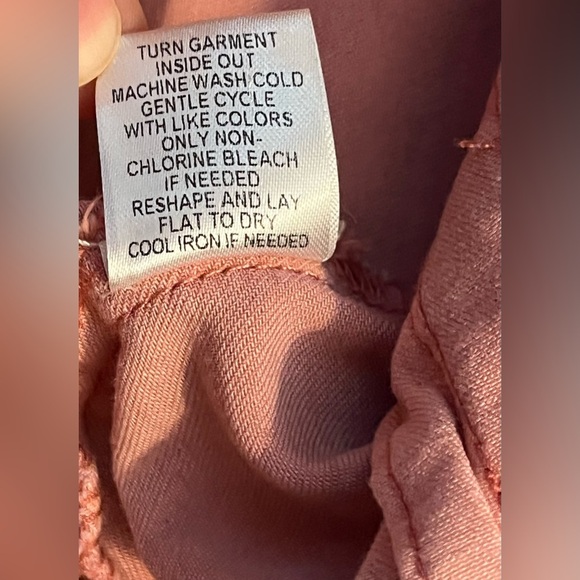 TURN GARMENT
INSIDE OUT
MACHINE WASH COLD
GENTLE CYCLE
WITH LIKE COLORS
ONLY NON-
CHLORINE BLEACH
IF NEEDED
RESHAPE AND LAY
FLAT TO DRY
COOL IRON IF NEEDED